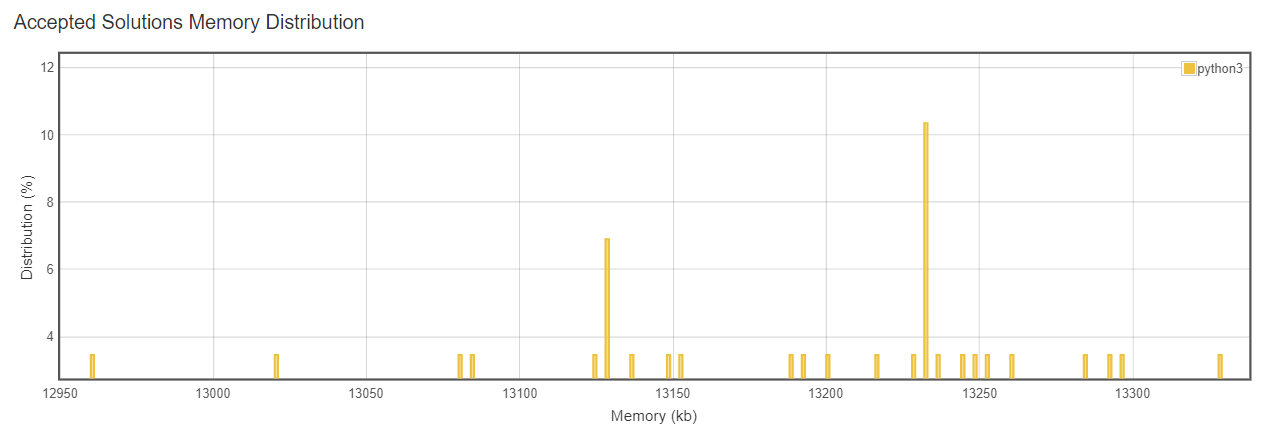 Accepted Solutions Memory Distribution
12
python3
10
8
6
4
Distribution (%)
12950 13000 13050 13100 13150 13200 13250 13300
Memory (kb)